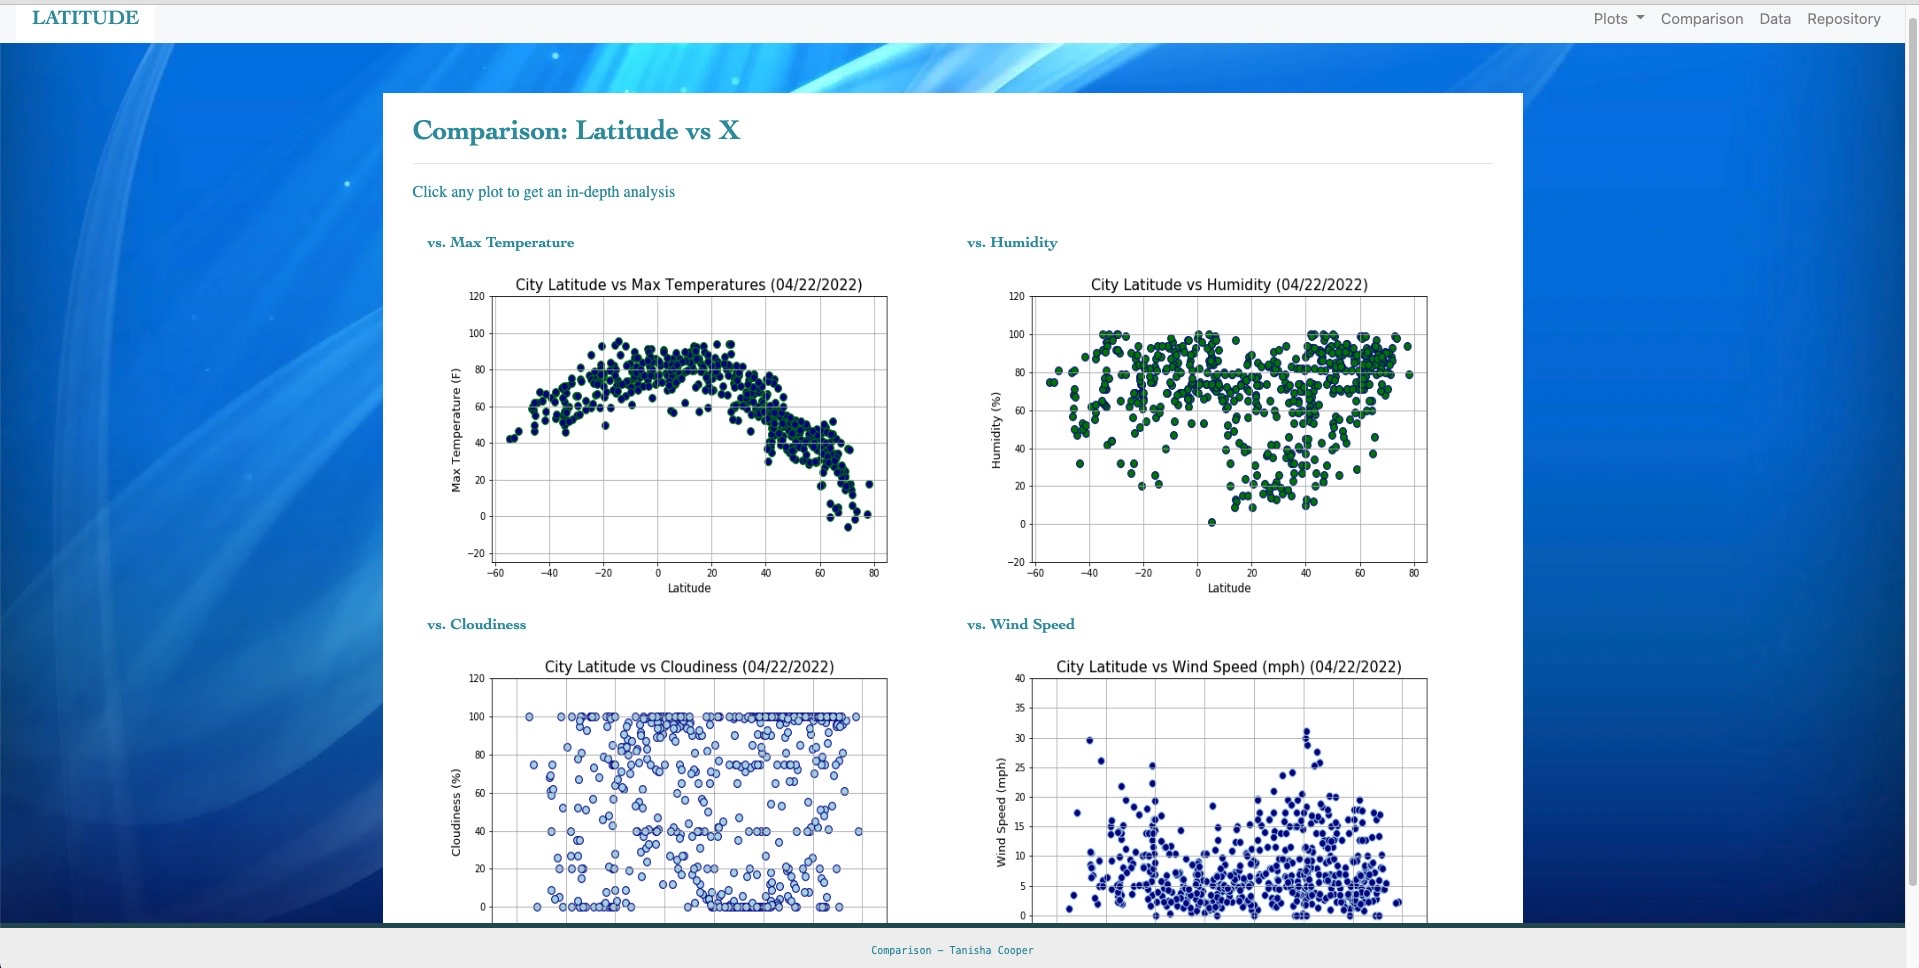 LATITUDE
Plots Comparison Data Repository
Comparison: Latitude vs X
Click any plot to get an in-depth analysis
vs. Max Temperature
City Latitude vs Max Temperatures (04/22/2022)
Max Temperature (F)
120
100
80
60
40
20
0
−20
−60 −40 −20 0 20 40 60 80
Latitude
vs. Humidity
City Latitude vs Humidity (04/22/2022)
Humidity (%)
120
100
80
60
40
20
0
−20
−60 −40 −20 0 20 40 60 80
Latitude
vs. Cloudiness
City Latitude vs Cloudiness (04/22/2022)
Cloudiness (%)
120
100
80
60
40
20
0
vs. Wind Speed
City Latitude vs Wind Speed (mph) (04/22/2022)
Wind Speed (mph)
40
35
30
25
20
15
10
5
0
Comparison – Tanisha Cooper